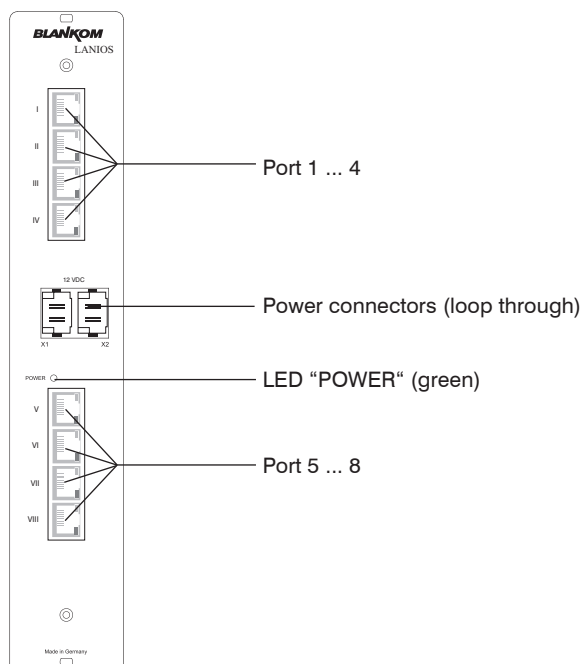 BLANKOM
LANIOS
I
II
III
IV
Port 1 ... 4
12 VDC
X1 X2
Power connectors (loop through)
POWER
LED “POWER“ (green)
V
VI
VII
VIII
Port 5 ... 8
Made in Germany